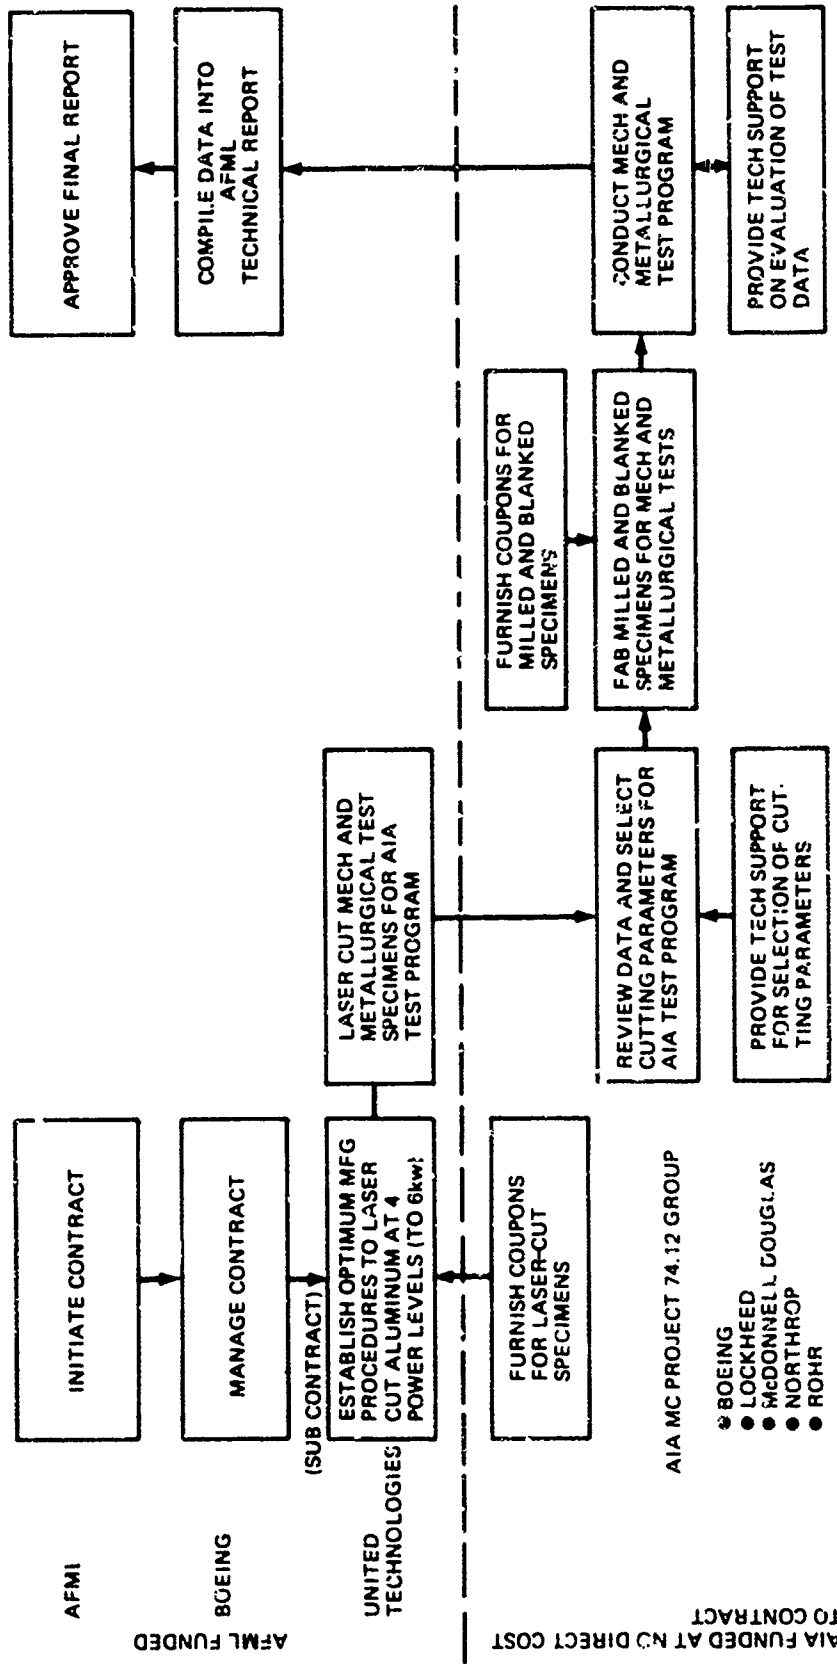 AFML FUNDED
AFMI
INITIATE CONTRACT
APPROVE FINAL REPORT
BOEING
MANAGE CONTRACT
COMPILE DATA INTO
AFML
TECHNICAL REPORT
(SUB CONTRACT)
UNITED
TECHNOLOGIES
ESTABLISH OPTIMUM MFG
PROCEDURES TO LASER
CUT ALUMINUM AT 4
POWER LEVELS (TO 6kw)
LASER CUT MECH AND
METALLURGICAL TEST
SPECIMENS FOR AIA
TEST PROGRAM
AIA FUNDED AT NO DIRECT COST
TO CONTRACT
FURNISH COUPONS
FOR LASER-CUT
SPECIMENS
FURNISH COUPONS FOR
MILLED AND BLANKED
SPECIMENS
AIA MC PROJECT 74.12 GROUP
● BOEING
● LOCKHEED
● McDONNELL DOUGLAS
● NORTHROP
● ROHR
REVIEW DATA AND SELECT
CUTTING PARAMETERS FOR
AIA TEST PROGRAM
FAB MILLED AND BLANKED
SPECIMENS FOR MECH AND
METALLURGICAL TESTS
CONDUCT MECH AND
METALLURGICAL
TEST PROGRAM
PROVIDE TECH SUPPORT
FOR SELECTION OF CUT-
TING PARAMETERS
PROVIDE TECH SUPPORT
ON EVALUATION OF TEST
DATA